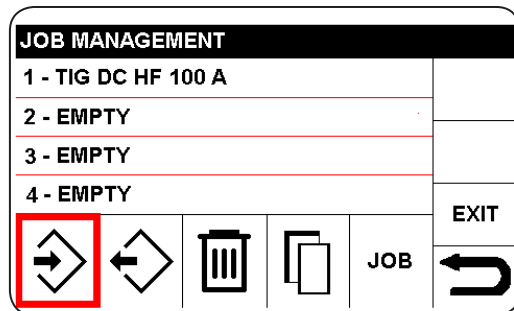 JOB MANAGEMENT
1 - TIG DC HF 100 A
2 - EMPTY
3 - EMPTY
4 - EMPTY
EXIT
JOB